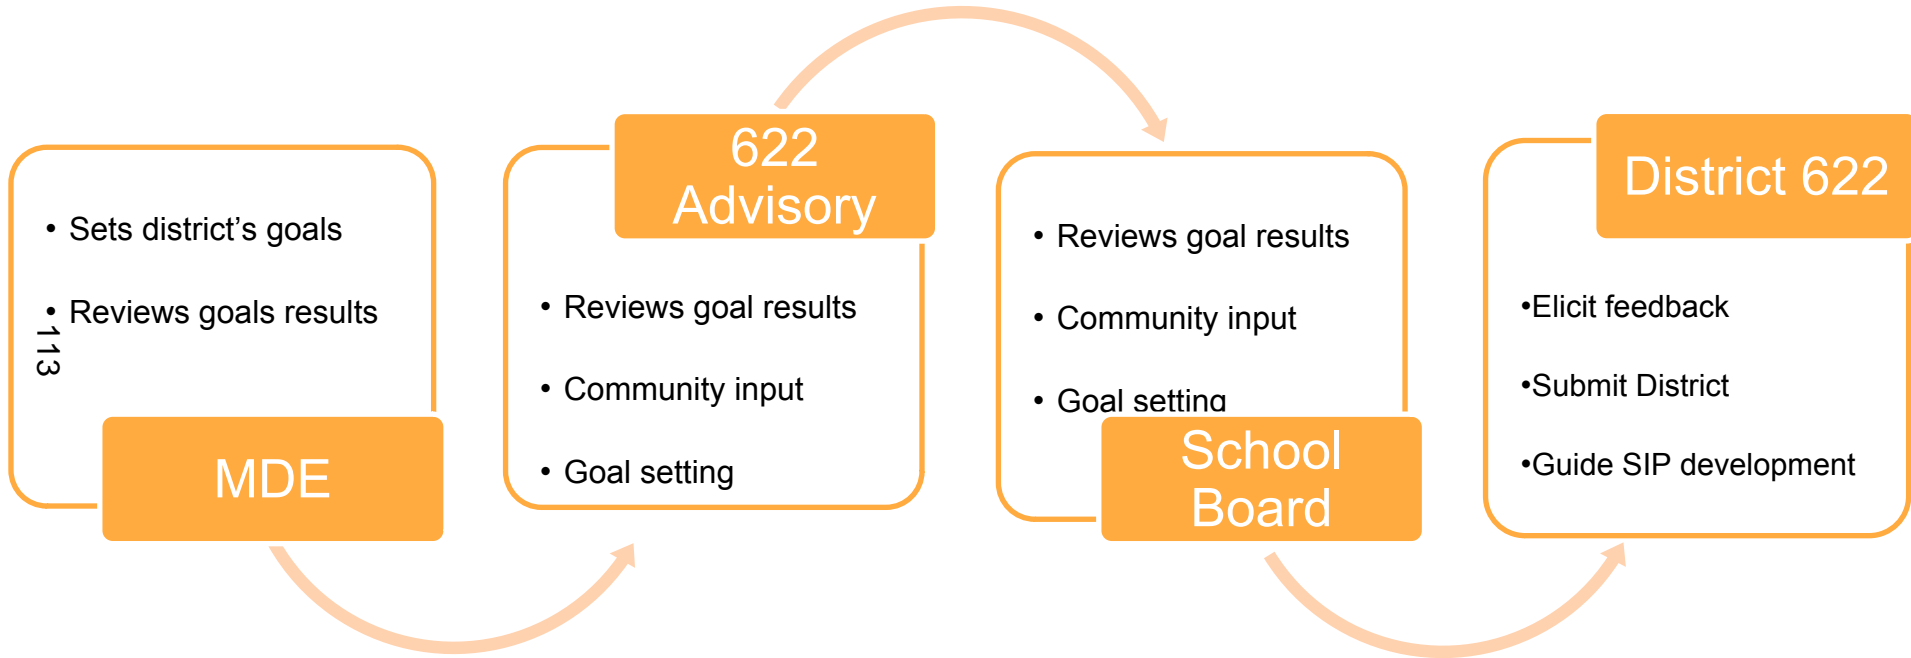 • Sets district’s goals
• Reviews goals results
113
MDE
622
Advisory
• Reviews goal results
• Community input
• Goal setting
• Reviews goal results
• Community input
• Goal setting
School
Board
District 622
•Elicit feedback
•Submit District
•Guide SIP development